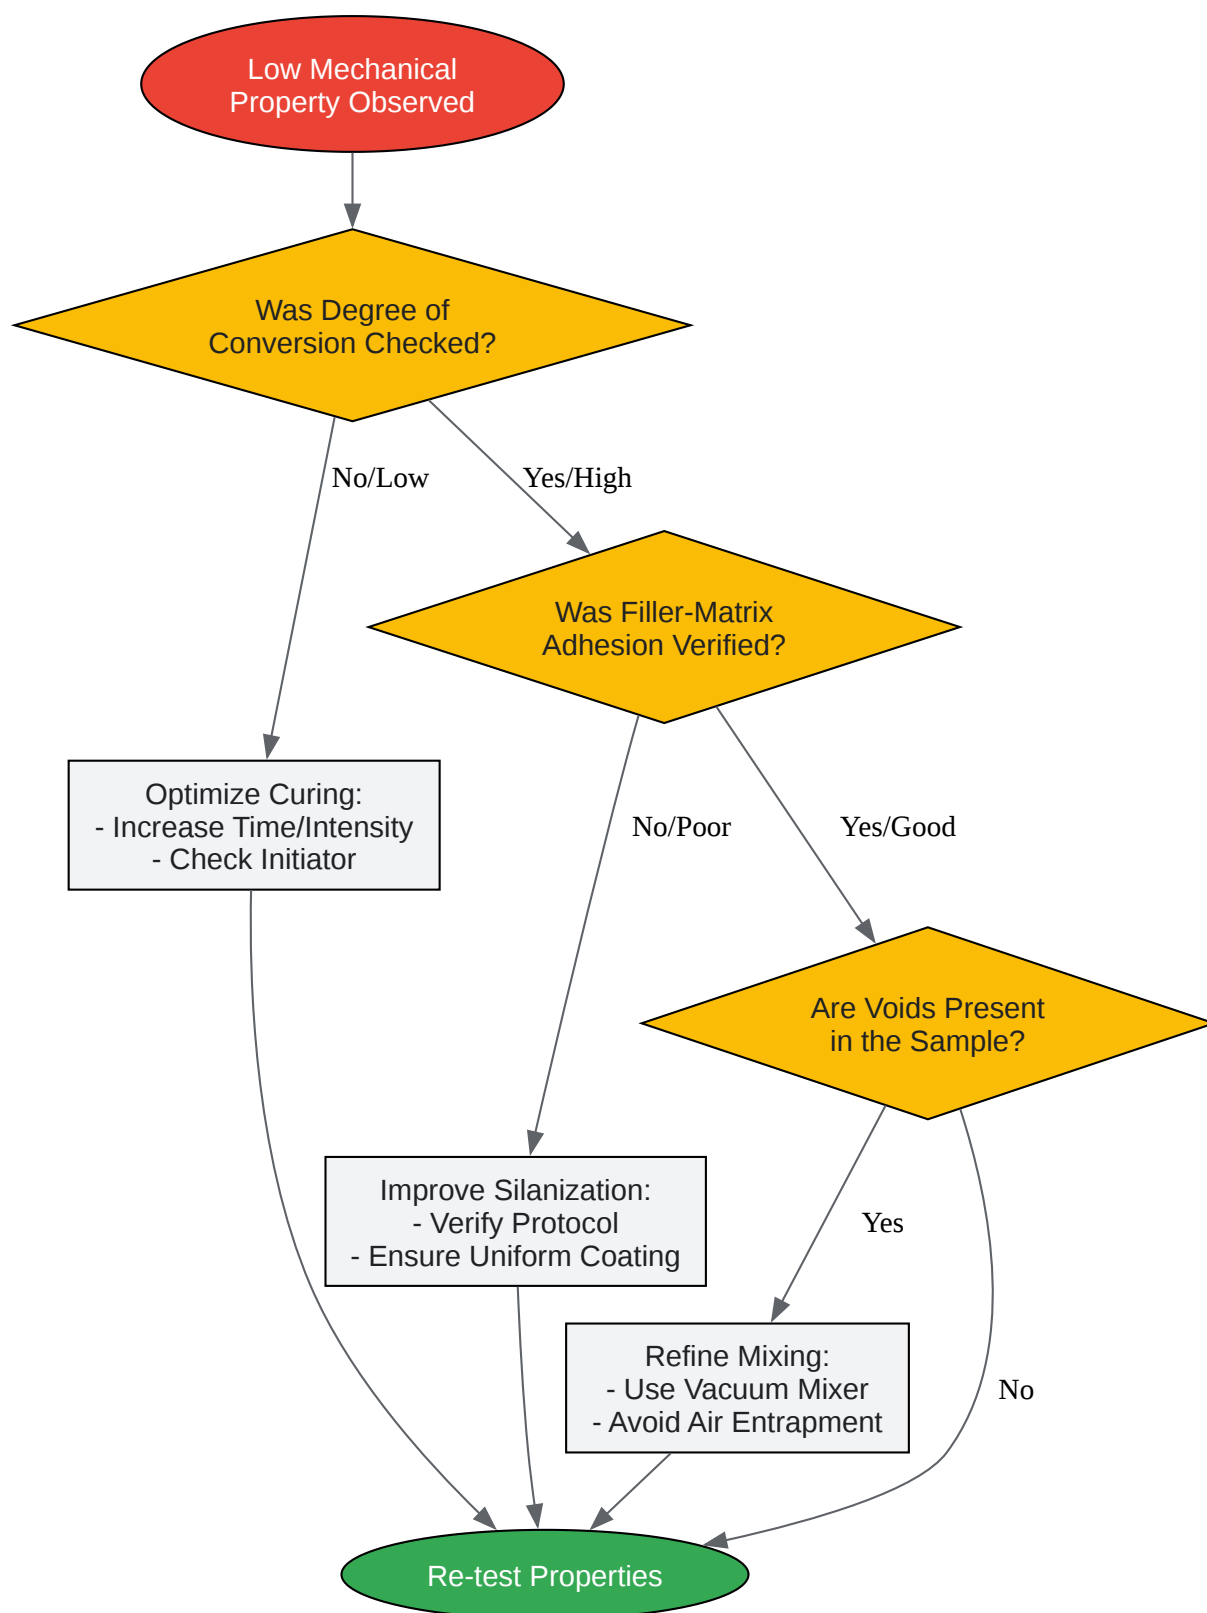 Low Mechanical
Property Observed
Was Degree of
Conversion Checked?
No/Low
Yes/High
Was Filler-Matrix
Adhesion Verified?
Optimize Curing:
- Increase Time/Intensity
- Check Initiator
No/Poor
Yes/Good
Are Voids Present
in the Sample?
Improve Silanization:
- Verify Protocol
- Ensure Uniform Coating
Yes
Refine Mixing:
- Use Vacuum Mixer
- Avoid Air Entrapment
No
Re-test Properties